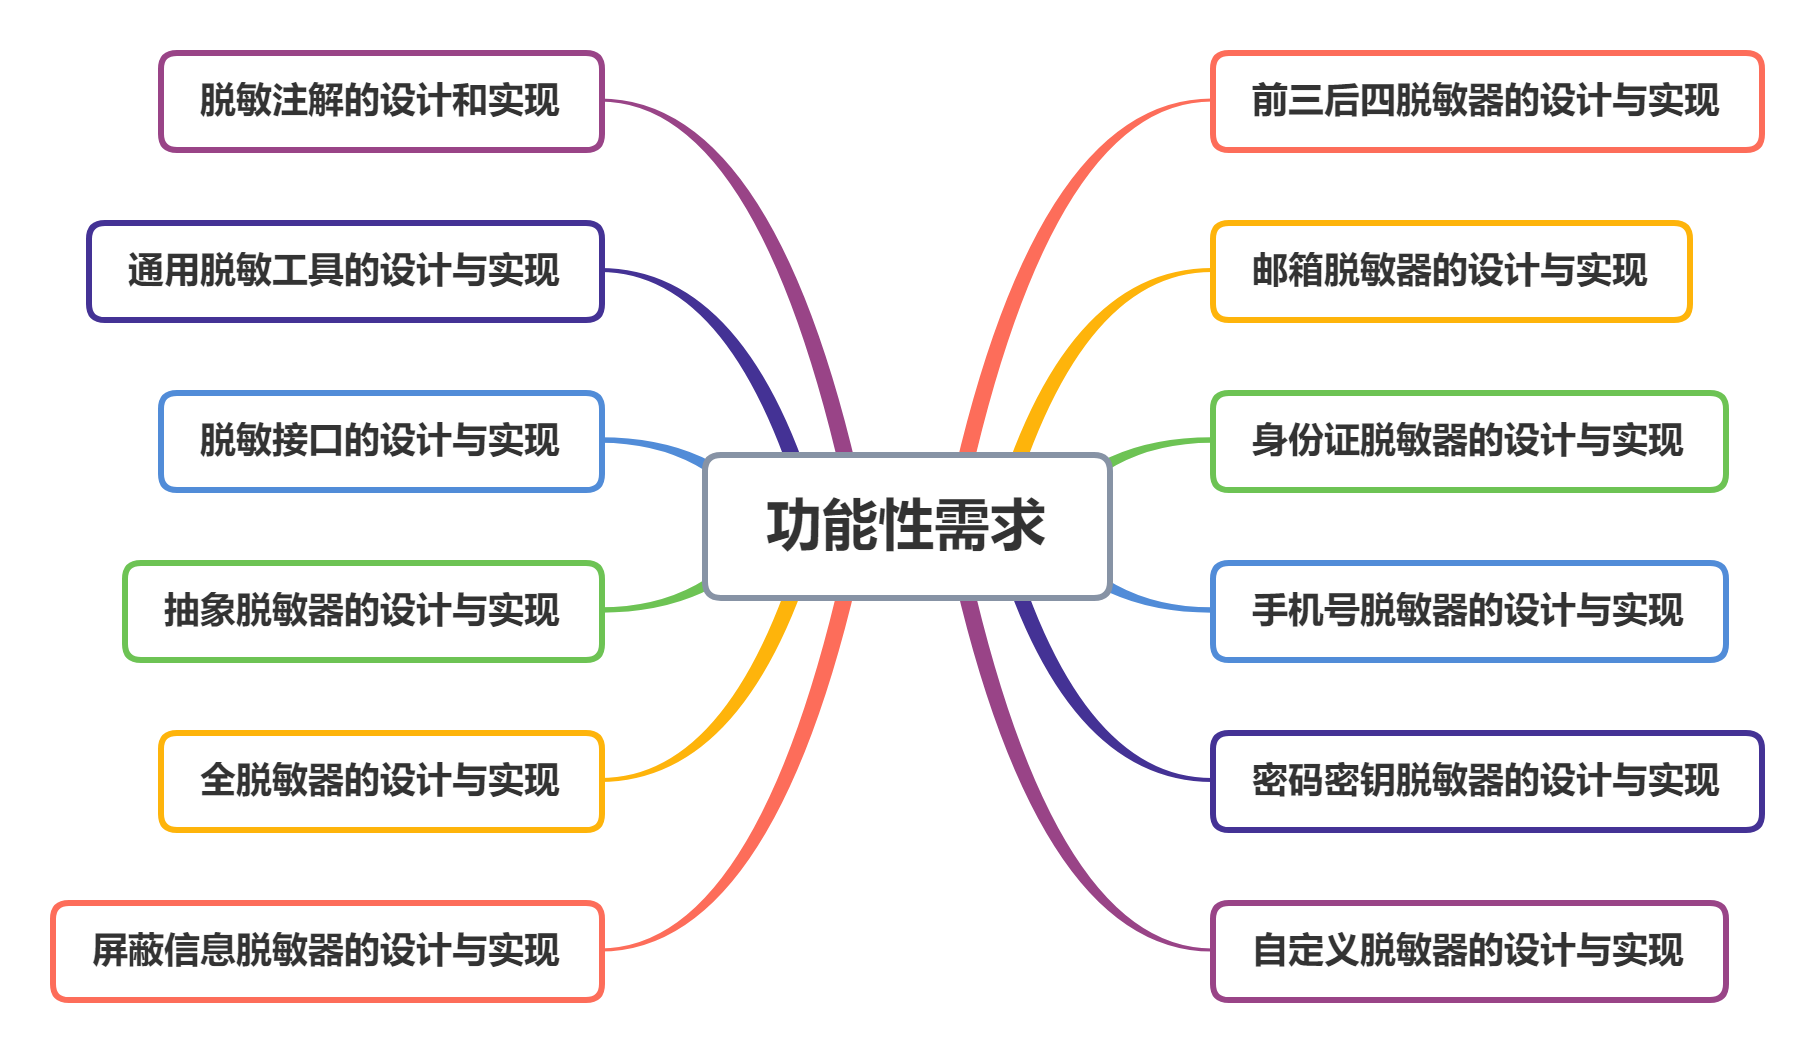 脱敏注解的设计和实现
通用脱敏工具的设计与实现
脱敏接口的设计与实现
抽象脱敏器的设计与实现
全脱敏器的设计与实现
屏蔽信息脱敏器的设计与实现
功能性需求
前三后四脱敏器的设计与实现
邮箱脱敏器的设计与实现
身份证脱敏器的设计与实现
手机号脱敏器的设计与实现
密码密钥脱敏器的设计与实现
自定义脱敏器的设计与实现